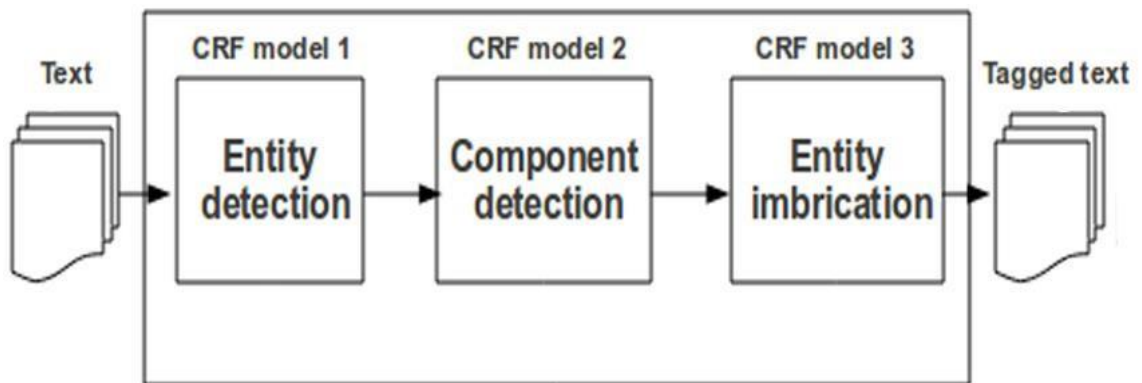 CRF model 1
CRF model 2
CRF model 3
Text
Tagged text
Entity
detection
Component
detection
Entity
imbrication